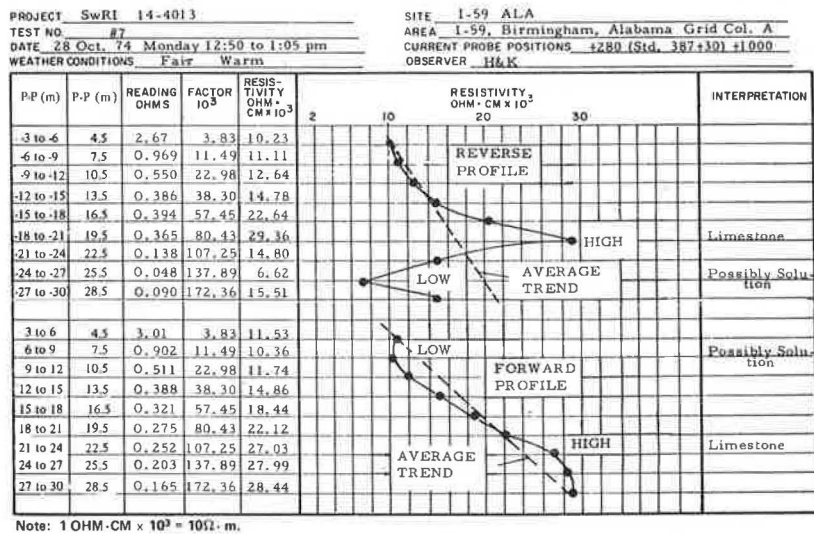 PROJECT SwRI 14-4013 SITE I-59 ALA
TEST NO. #7 AREA I-59, Birmingham, Alabama Grid Col. A
DATE 28 Oct. 74 Monday 12:50 to 1:05 pm CURRENT PROBE POSITIONS +280 (Std. 387+30) +1000
WEATHER CONDITIONS Fair Warm OBSERVER H&K
P-P (m) P-P (m) READING OHMS FACTOR 10³ RESIS-TIVITY OHM·CM X 10³ RESISTIVITY OHM·CM X 10³ INTERPRETATION
2 10 20 30
-3 to -6 4.5 2.67 3.83 10.23
-6 to -9 7.5 0.969 11.49 11.11 REVERSE
-9 to -12 10.5 0.550 22.98 12.64 PROFILE
-12 to -15 13.5 0.386 38.30 14.78
-15 to -18 16.5 0.394 57.45 22.64
-18 to -21 19.5 0.365 80.43 29.36 HIGH Limestone
-21 to -24 22.5 0.138 107.25 14.80
-24 to -27 25.5 0.048 137.89 6.62 LOW AVERAGE Possibly Solu-
-27 to -30 28.5 0.090 172.36 15.51 TREND tion
3 to 6 4.5 3.01 3.83 11.53
6 to 9 7.5 0.902 11.49 10.36 LOW Possibly Solu-
9 to 12 10.5 0.511 22.98 11.74 FORWARD tion
12 to 15 13.5 0.388 38.30 14.86 PROFILE
15 to 18 16.5 0.321 57.45 18.44
18 to 21 19.5 0.275 80.43 22.12
21 to 24 22.5 0.252 107.25 27.03 AVERAGE HIGH Limestone
24 to 27 25.5 0.203 137.89 27.99 TREND
27 to 30 28.5 0.165 172.36 28.44
Note: 1 OHM·CM x 10³ = 10Ω· m.